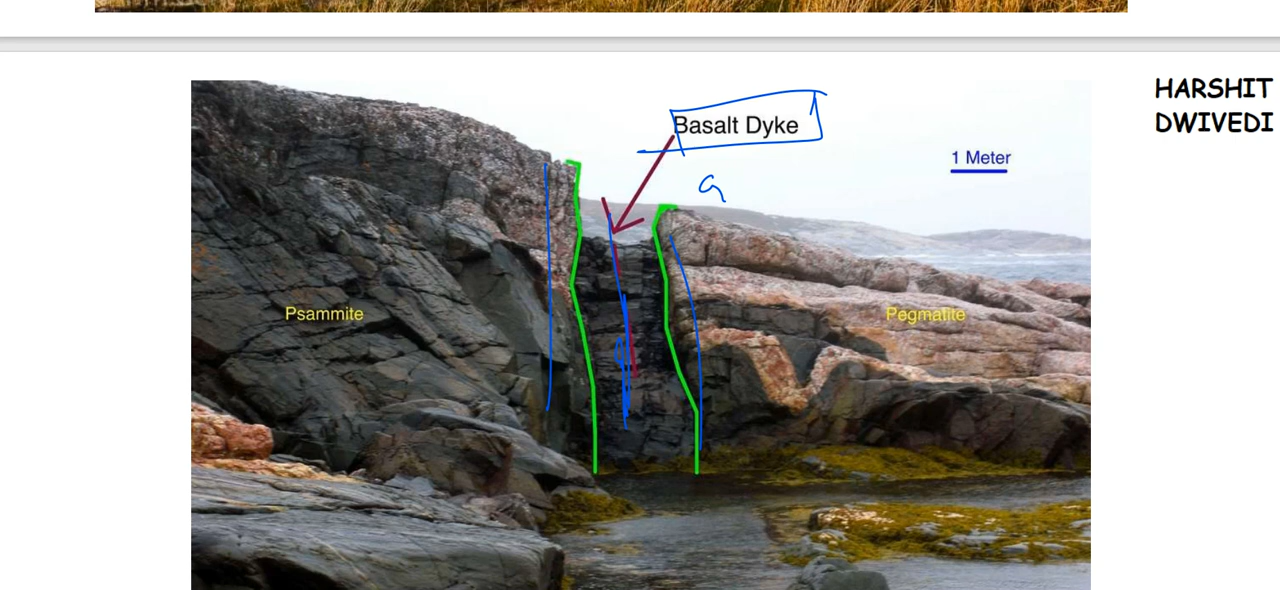 HARSHIT
DWIVEDI
Basalt Dyke
1 Meter
Psammite
Pegmatite